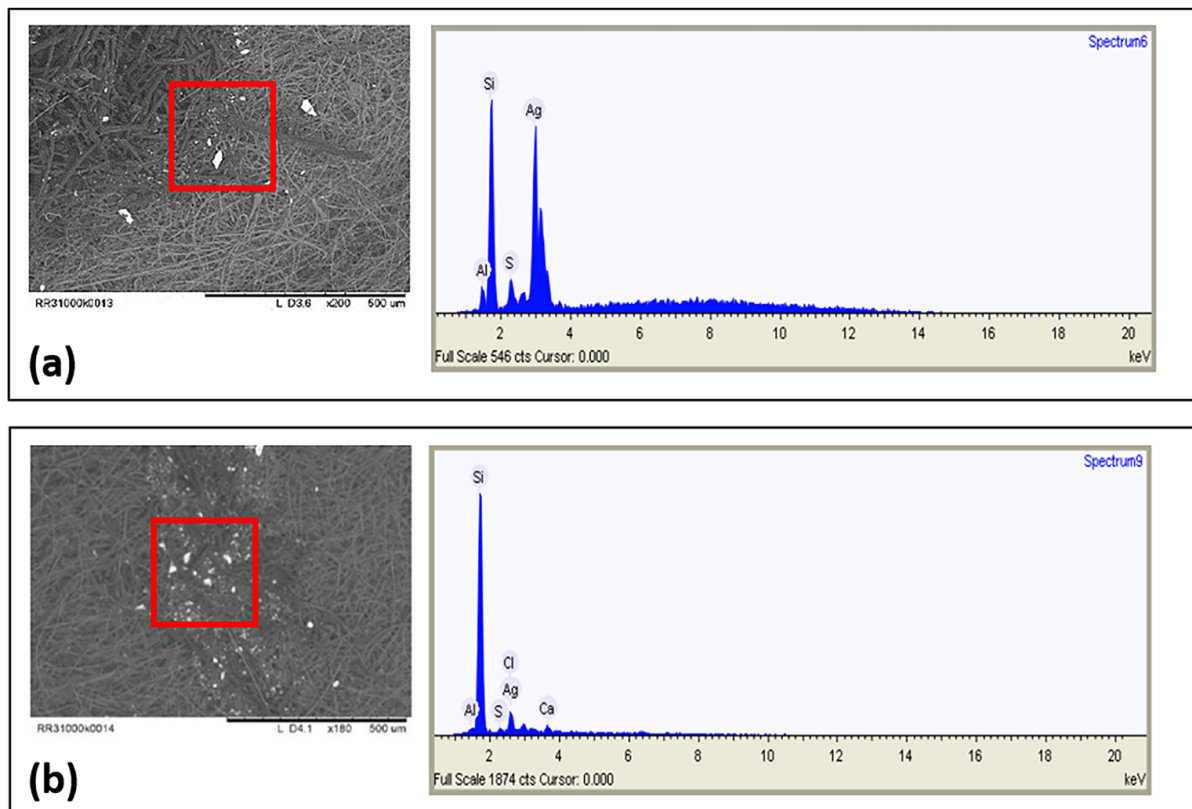 Spectrum6
Si
Ag
Al
S
2 4 6 8 10 12 14 16 18 20
Full Scale 546 cts Cursor: 0.000 keV
RR31000k0013 L D3.6 x200 500 um
(a)
Spectrum9
Si
Cl
Ag
Al S Ca
2 4 6 8 10 12 14 16 18 20
Full Scale 1874 cts Cursor: 0.000 keV
RR31000k0014 L D4.1 x180 500 um
(b)